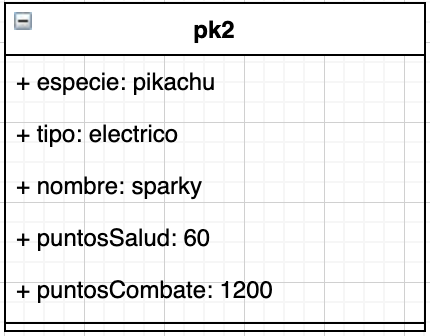 pk2
+ especie: pikachu
+ tipo: electrico
+ nombre: sparky
+ puntosSalud: 60
+ puntosCombate: 1200